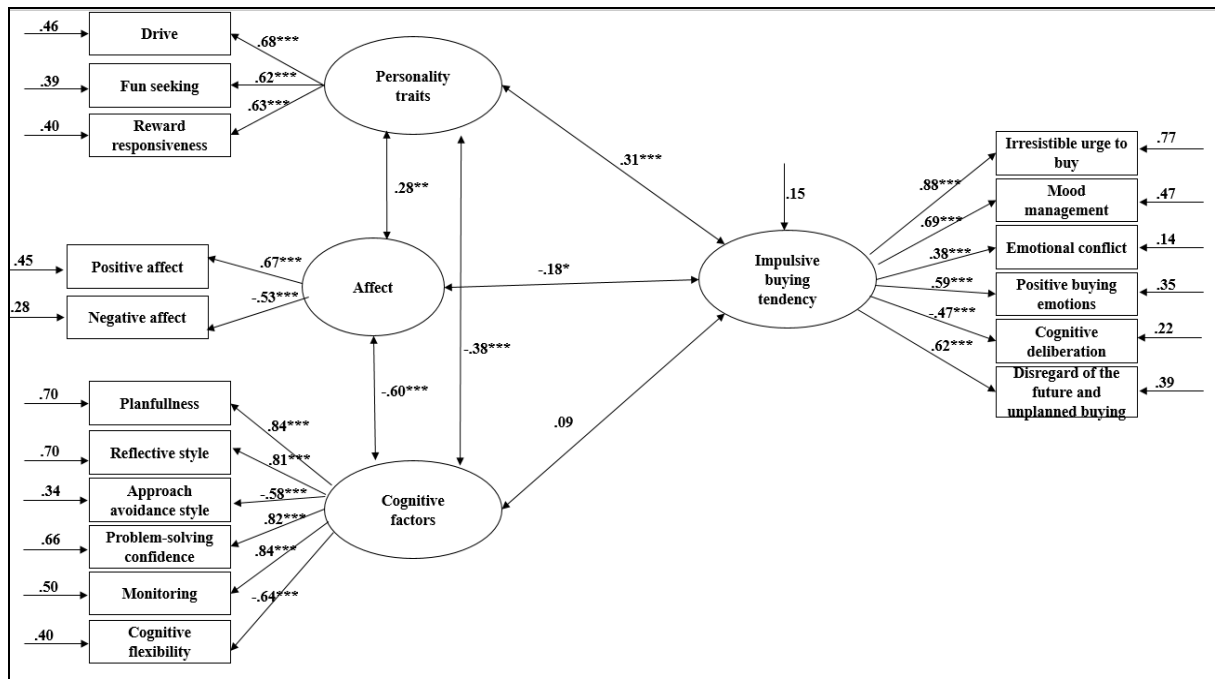 .46
Drive
.68***
.39
Fun seeking
.62***
.40
Reward
responsiveness
.63***
Personality
traits
.28**
.31***
.15
.45
Positive affect
.67***
.28
Negative affect
-.53***
Affect
-.18*
Impulsive
buying
tendency
-.38***
-.60***
.09
.70
Planfullness
.84***
.70
Reflective style
.81***
.34
Approach
avoidance style
-.58***
.66
Problem-solving
confidence
.82***
.50
Monitoring
.84***
.40
Cognitive
flexibility
-.64***
Cognitive
factors
.88***
Irresistible urge to
buy
.77
.69***
Mood
management
.47
.38***
Emotional conflict
.14
.59***
Positive buying
emotions
.35
-.47***
Cognitive
deliberation
.22
.62***
Disregard of the
future and
unplanned buying
.39